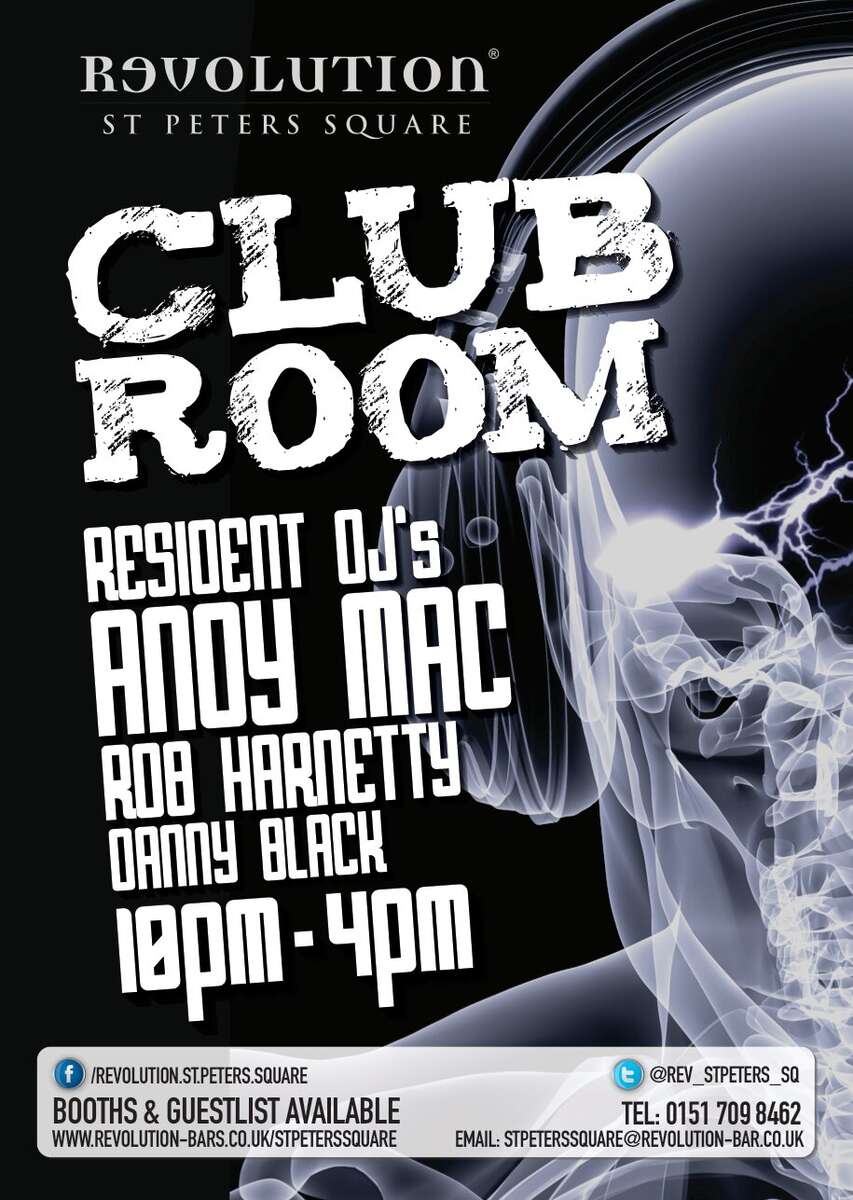 REVOLUTION®
ST PETERS SQUARE
CLUB
ROOM
RESIDENT DJ's
ANDY MAC
ROB HARNETTY
DANNY BLACK
10pm - 4pm
f /REVOLUTION.ST.PETERS.SQUARE
t @REV_STPETERS_SQ
BOOTHS & GUESTLIST AVAILABLE
TEL: 0151 709 8462
WWW.REVOLUTION-BARS.CO.UK/STPETERSSQUARE
EMAIL: STPETERSSQUARE@REVOLUTION-BAR.CO.UK